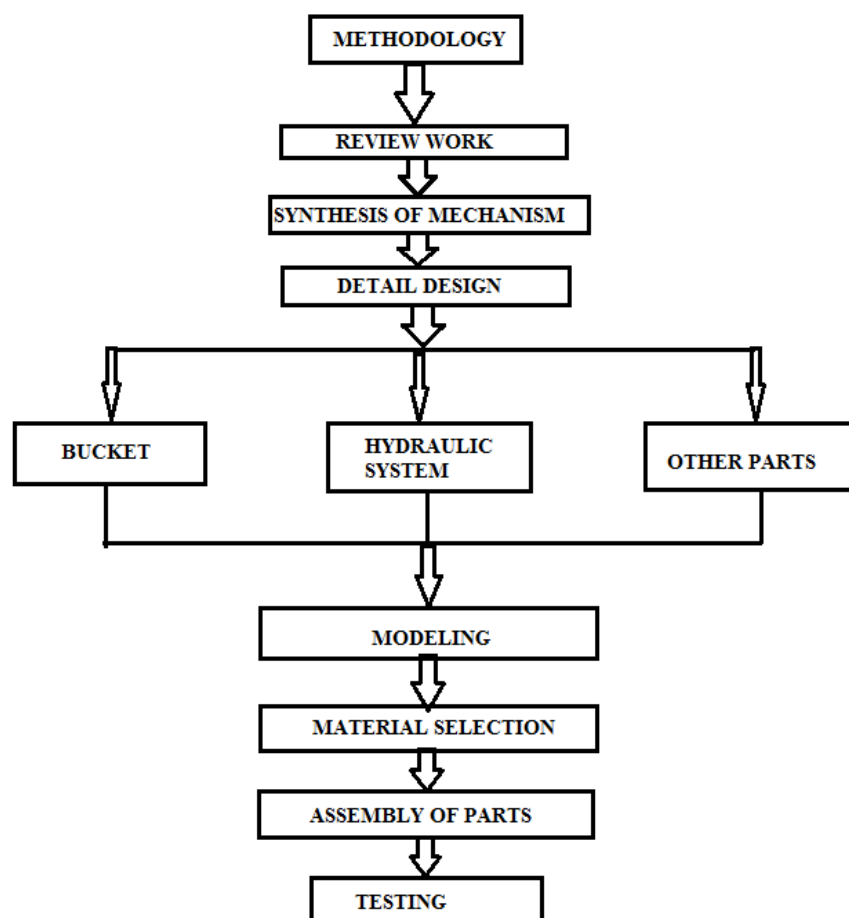 METHODOLOGY
REVIEW WORK
SYNTHESIS OF MECHANISM
DETAIL DESIGN
BUCKET
HYDRAULIC
SYSTEM
OTHER PARTS
MODELING
MATERIAL SELECTION
ASSEMBLY OF PARTS
TESTING